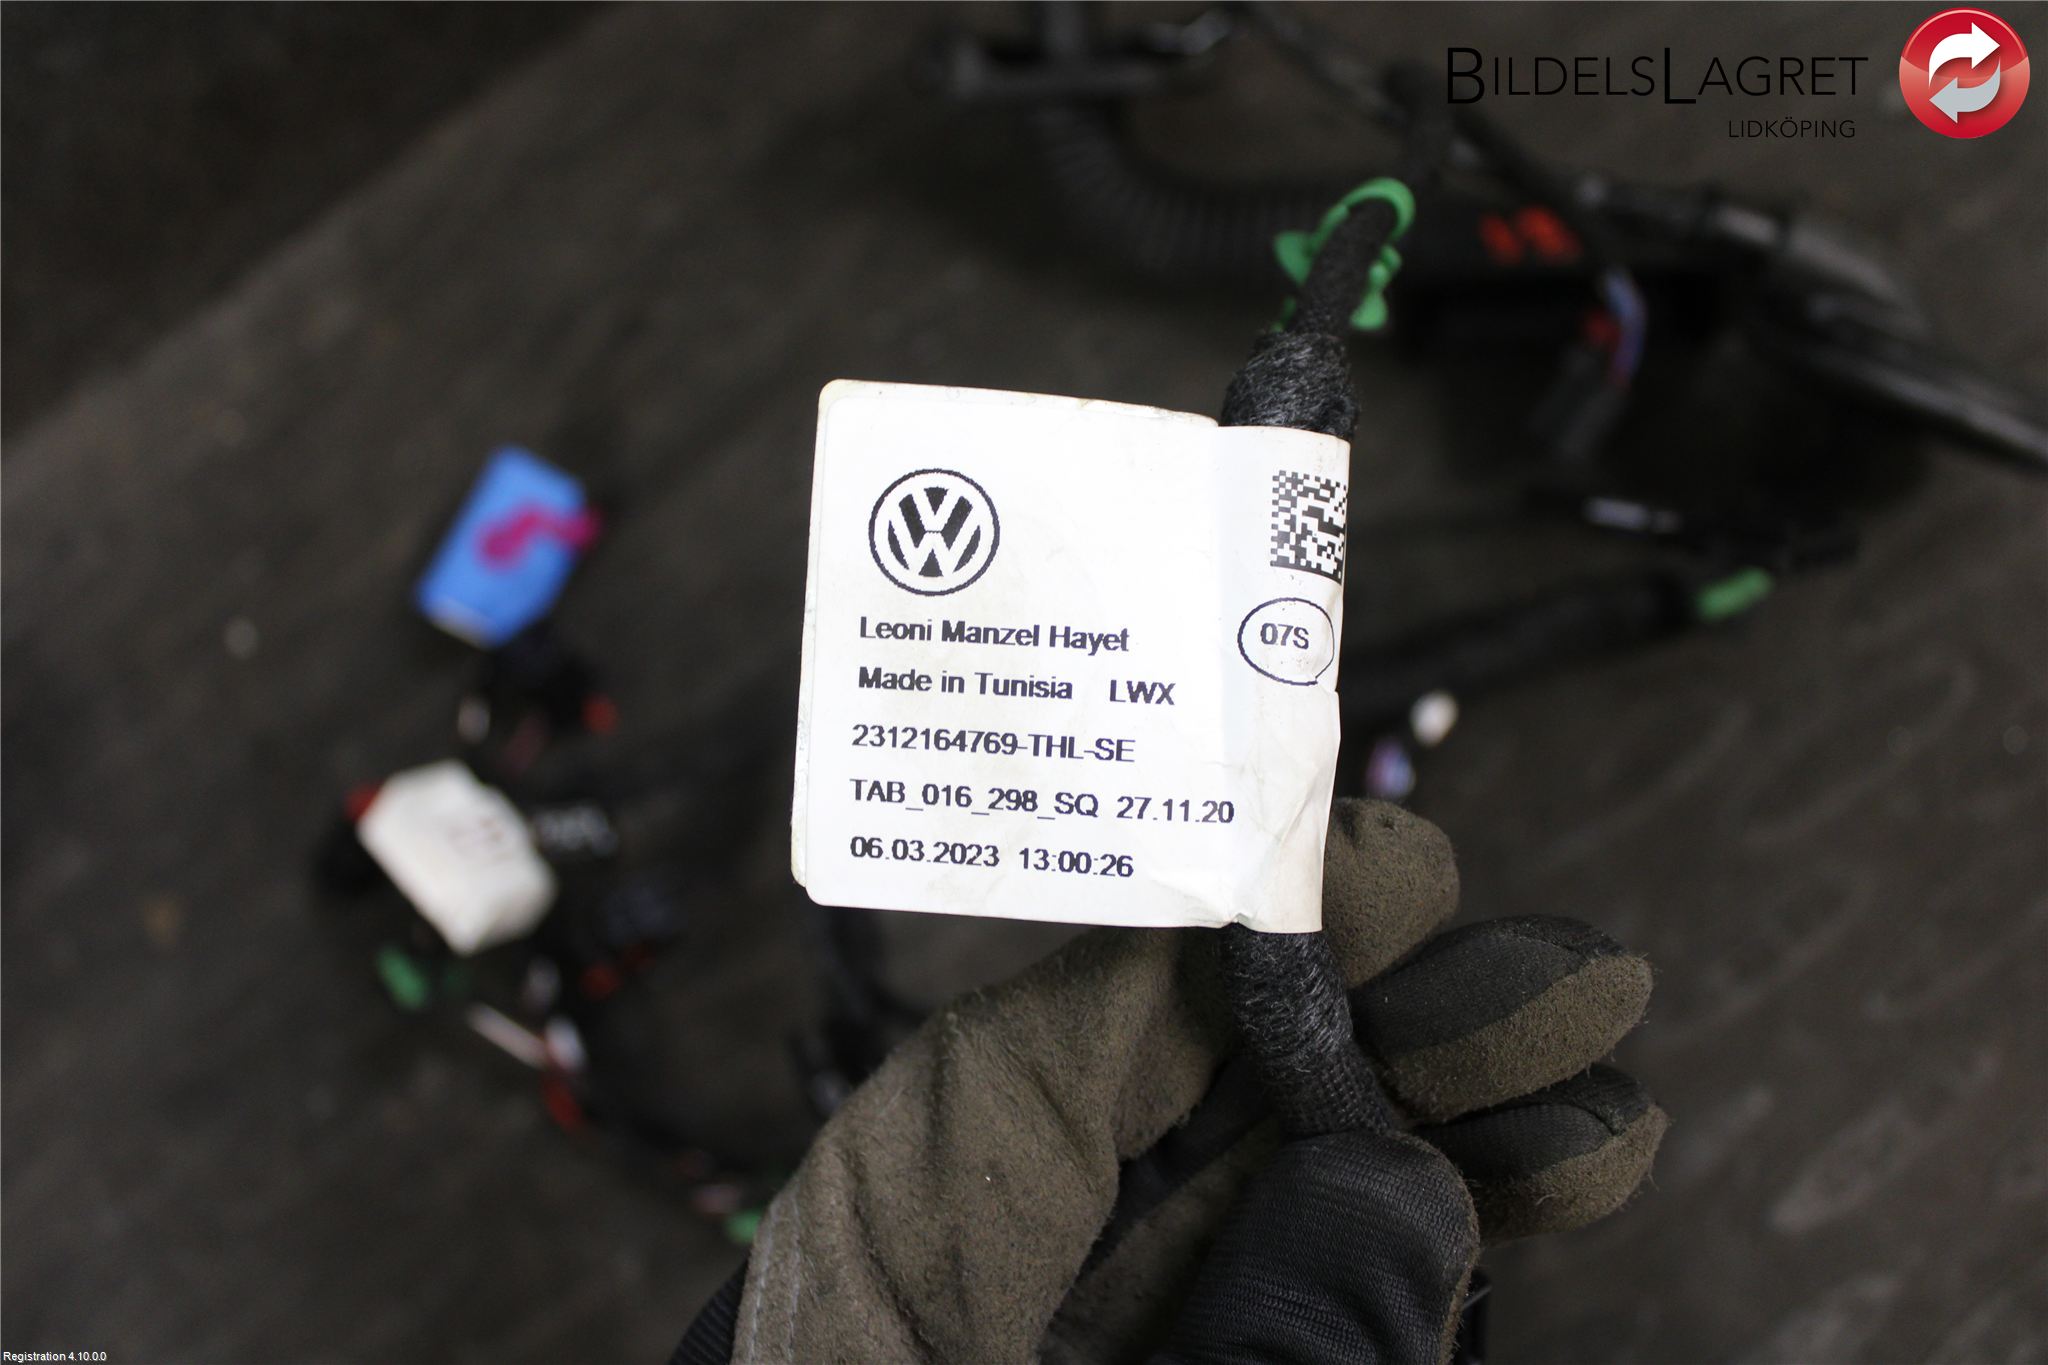 BILDELSLAGRET
LIDKÖPING
07S
Leoni Manzel Hayet
Made in Tunisia LWX
2312164769-THL-SE
TAB_016_298_SQ 27.11.20
06.03.2023 13:00:26
Registration 4.10.0.0